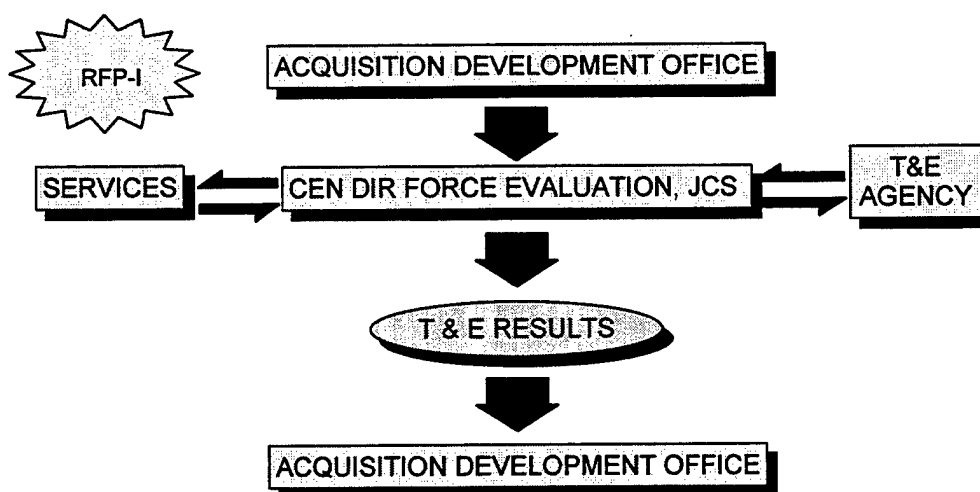 RFP-I
ACQUISITION DEVELOPMENT OFFICE
SERVICES
CEN DIR FORCE EVALUATION, JCS
T&E
AGENCY
T & E RESULTS
ACQUISITION DEVELOPMENT OFFICE